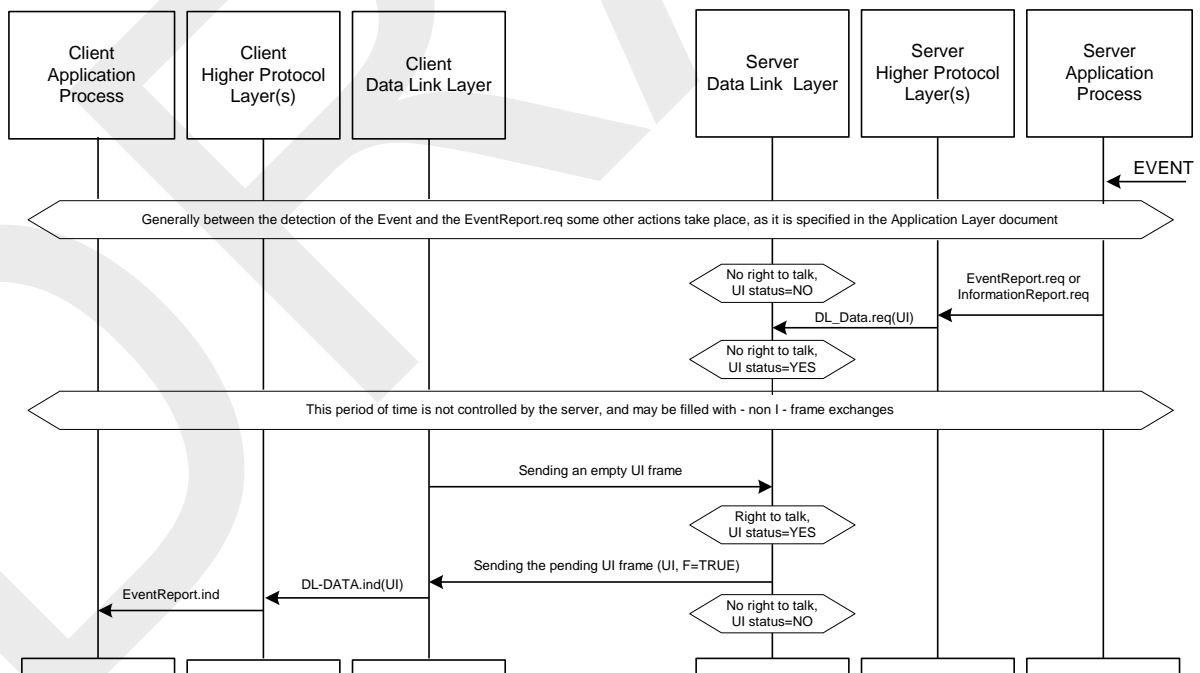 Client
Application
Process
Client
Higher Protocol
Layer(s)
Client
Data Link Layer
Server
Data Link Layer
Server
Higher Protocol
Layer(s)
Server
Application
Process
EVENT
Generally between the detection of the Event and the EventReport.req some other actions take place, as it is specified in the Application Layer document
No right to talk,
UI status=NO
EventReport.req or
InformationReport.req
DL_Data.req(UI)
No right to talk,
UI status=YES
This period of time is not controlled by the server, and may be filled with - non I - frame exchanges
Sending an empty UI frame
Right to talk,
UI status=YES
Sending the pending UI frame (UI, F=TRUE)
DL-DATA.ind(UI)
EventReport.ind
No right to talk,
UI status=NO